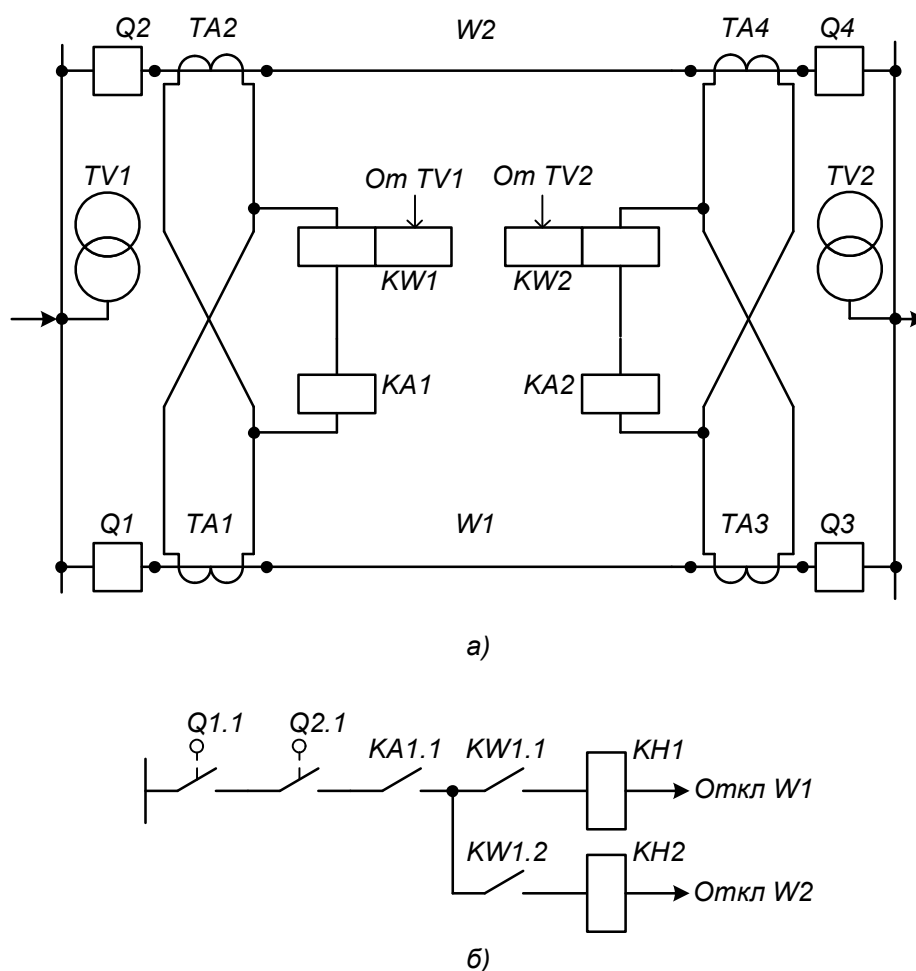 Q2 TA2 W2 TA4 Q4
TV1 От TV1 От TV2 TV2
KW1 KW2
KA1 KA2
Q1 TA1 W1 TA3 Q3
а)
Q1.1 Q2.1 KA1.1 KW1.1 KH1
Откл W1
KW1.2 KH2
Откл W2
б)